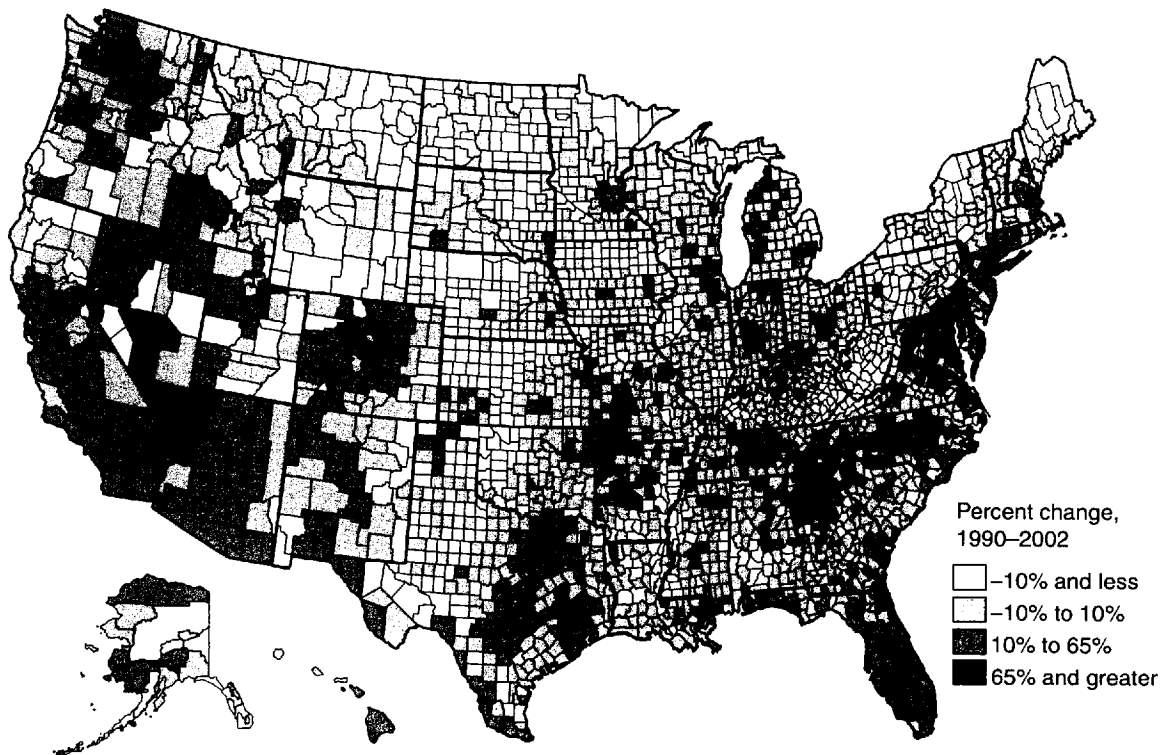 Percent change,
1990–2002
–10% and less
–10% to 10%
10% to 65%
65% and greater